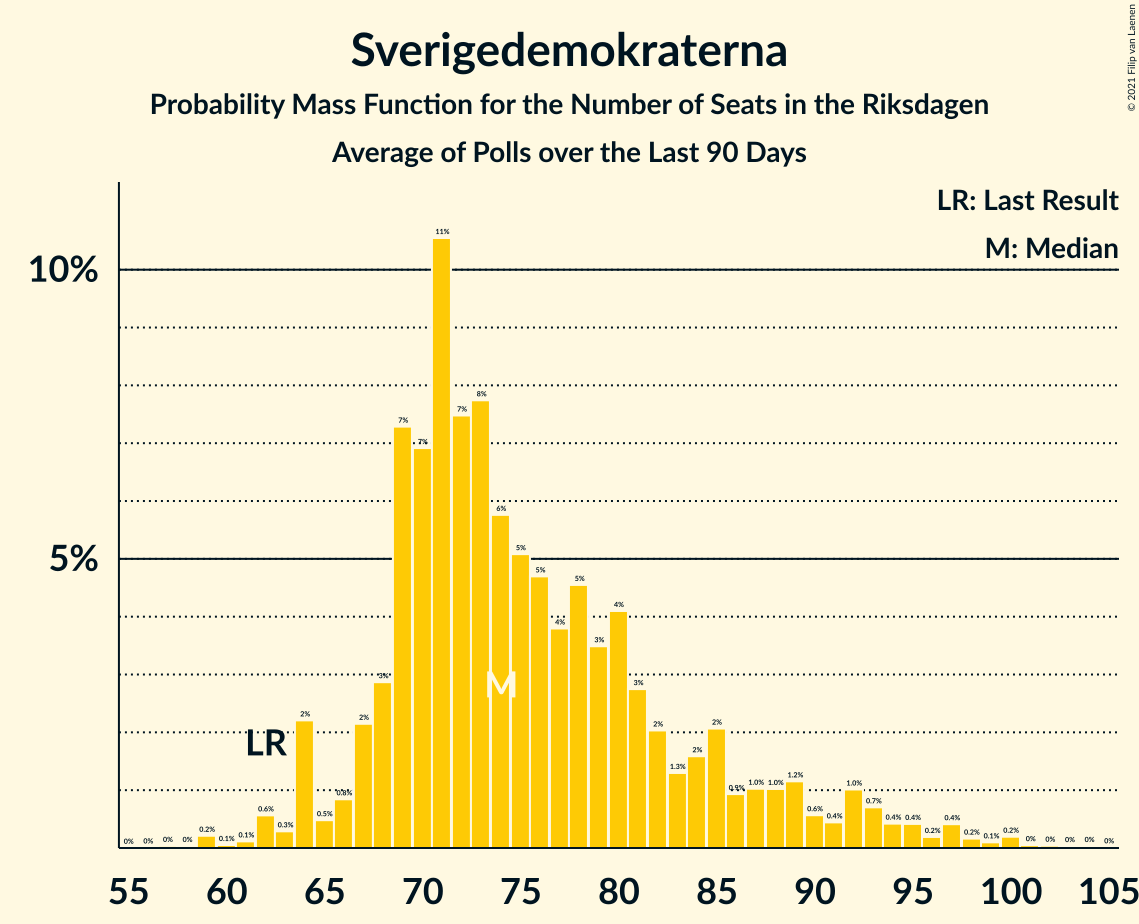 Sverigedemokraterna
Probability Mass Function for the Number of Seats in the Riksdagen
Average of Polls over the Last 90 Days
© 2021 Filip van Laenen
LR: Last Result
M: Median
10%
5%
0% 0% 0% 0% 0.2% 0.1% 0.1% 0.6% 0.3% 2% 0.5% 0.8% 2% 3% 7% 7% 11% 7% 8% 6% 5% 5% 4% 5% 3% 4% 3% 2% 1.3% 2% 2% 0.9% 1.0% 1.0% 1.2% 0.6% 0.4% 1.0% 0.7% 0.4% 0.4% 0.2% 0.4% 0.2% 0.1% 0.2% 0% 0% 0% 0% 0%
LR
M
55 60 65 70 75 80 85 90 95 100 105